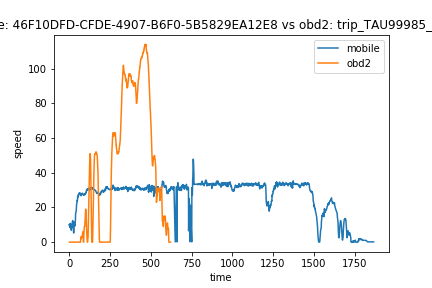 e: 46F10DFD-CFDE-4907-B6F0-5B5829EA12E8 vs obd2: trip_TAU99985_
mobile
obd2
speed
100
80
60
40
20
0
0 250 500 750 1000 1250 1500 1750
time